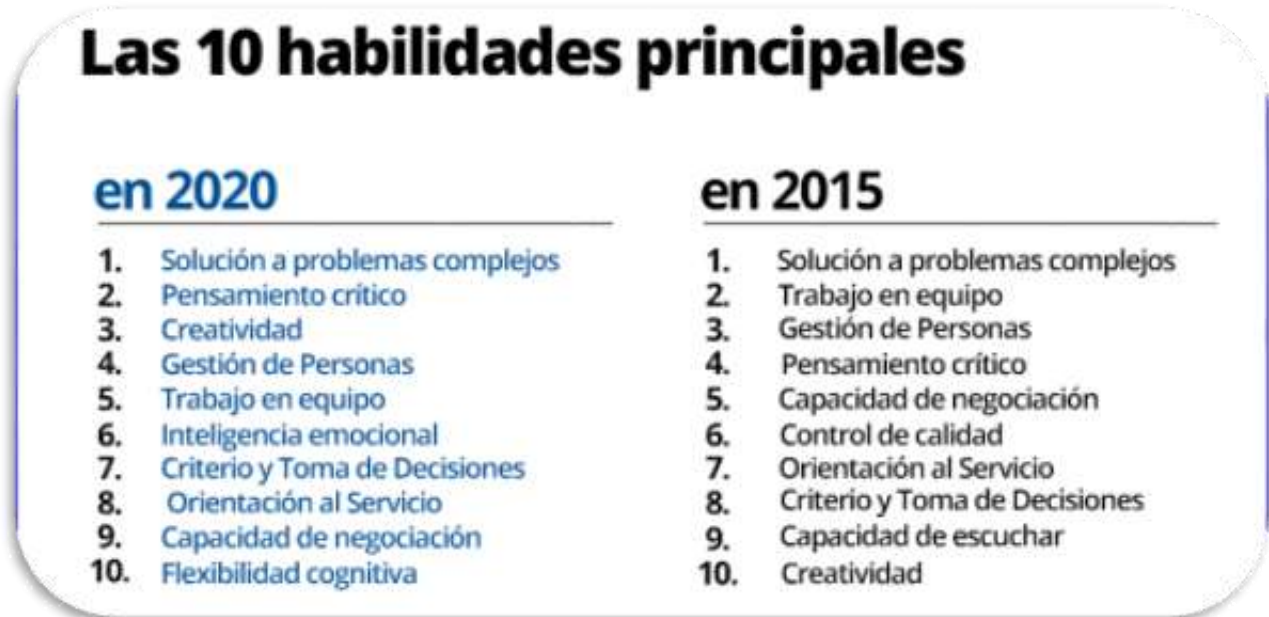 Las 10 habilidades principales
en 2020
1. Solución a problemas complejos
2. Pensamiento crítico
3. Creatividad
4. Gestión de Personas
5. Trabajo en equipo
6. Inteligencia emocional
7. Criterio y Toma de Decisiones
8. Orientación al Servicio
9. Capacidad de negociación
10. Flexibilidad cognitiva
en 2015
1. Solución a problemas complejos
2. Trabajo en equipo
3. Gestión de Personas
4. Pensamiento crítico
5. Capacidad de negociación
6. Control de calidad
7. Orientación al Servicio
8. Criterio y Toma de Decisiones
9. Capacidad de escuchar
10. Creatividad